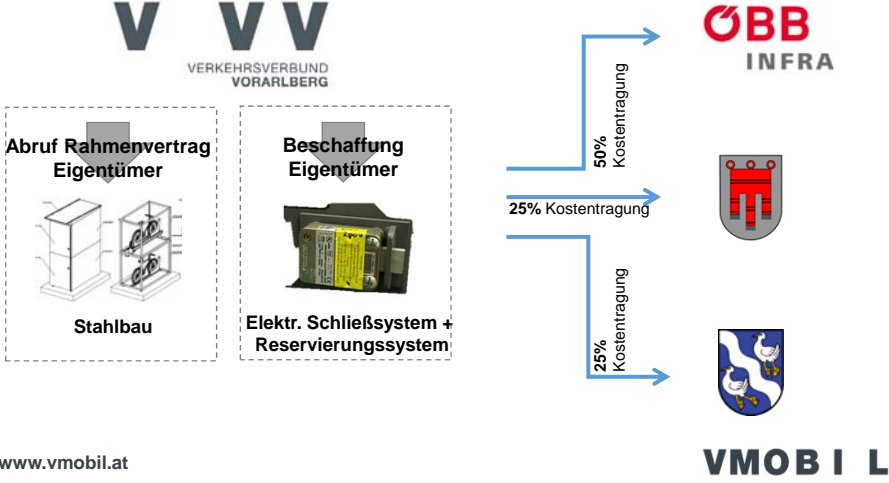 V VV
VERKEHRSVERBUND
VORARLBERG
Abruf Rahmenvertrag
Eigentümer
Stahlbau
Beschaffung
Eigentümer
Elektr. Schließsystem +
Reservierungssystem
50%
Kostentragung
25% Kostentragung
25%
Kostentragung
ÖBB
INFRA
www.vmobil.at
VMOBIL